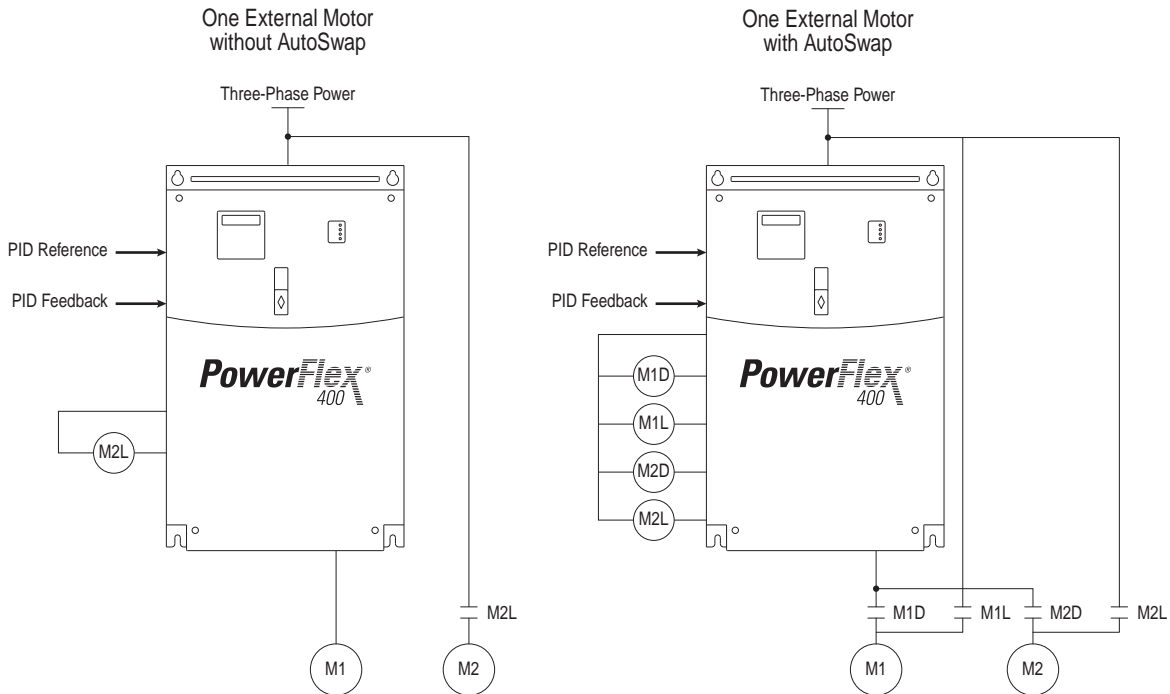 One External Motor
without AutoSwap
Three-Phase Power
PID Reference
PID Feedback
PowerFlex®
400
M2L
M2L
M1
M2
One External Motor
with AutoSwap
Three-Phase Power
PID Reference
PID Feedback
PowerFlex®
400
M1D
M1L
M2D
M2L
M1D
M1L
M2D
M2L
M1
M2